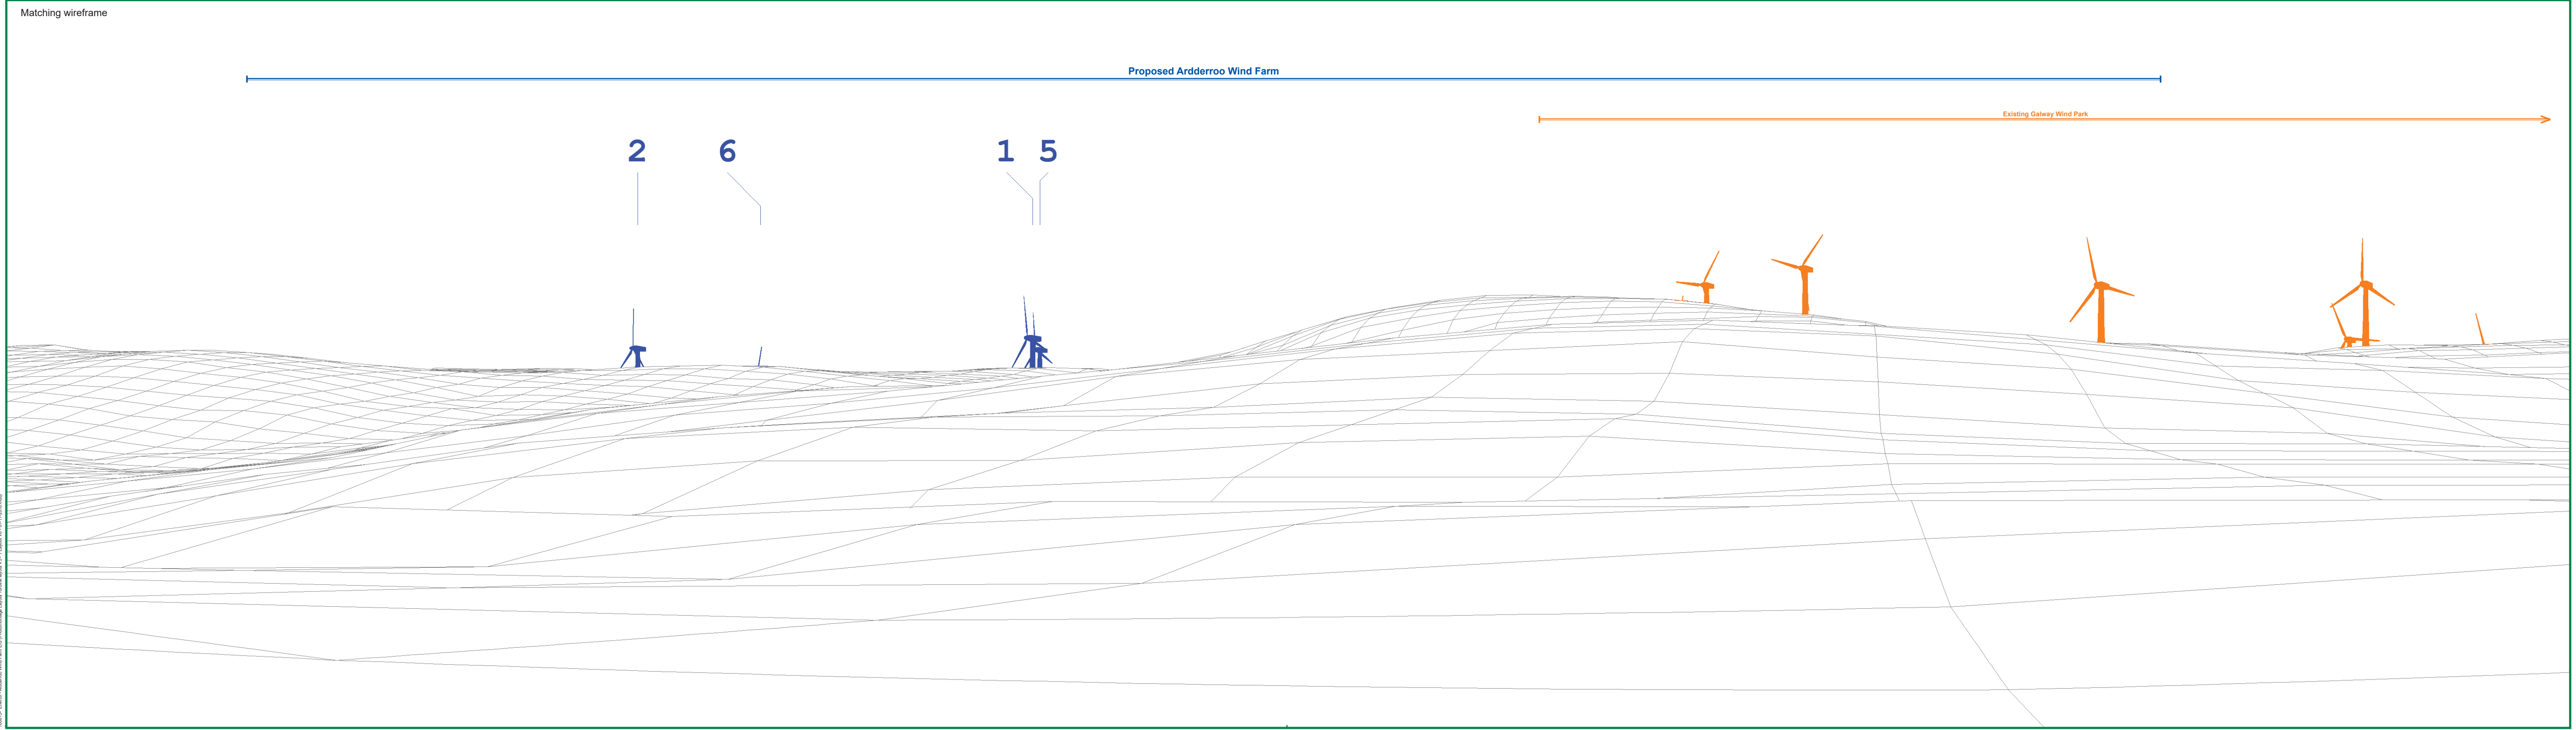 Matching wireframe
Proposed Ardderroo Wind Farm
Existing Galway Wind Park
2 6 1 5